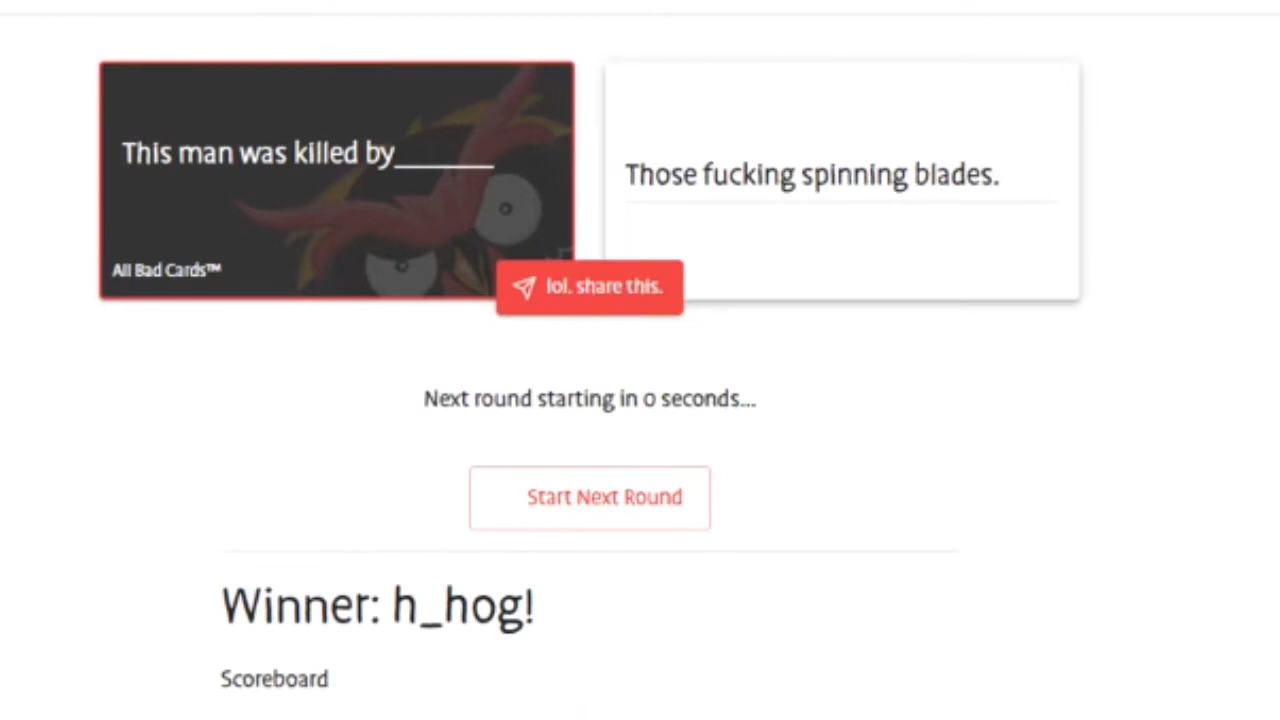 This man was killed by______
Those fucking spinning blades.
All Bad Cards™
lol. share this.
Next round starting in 0 seconds...
Start Next Round
Winner: h_hog!
Scoreboard